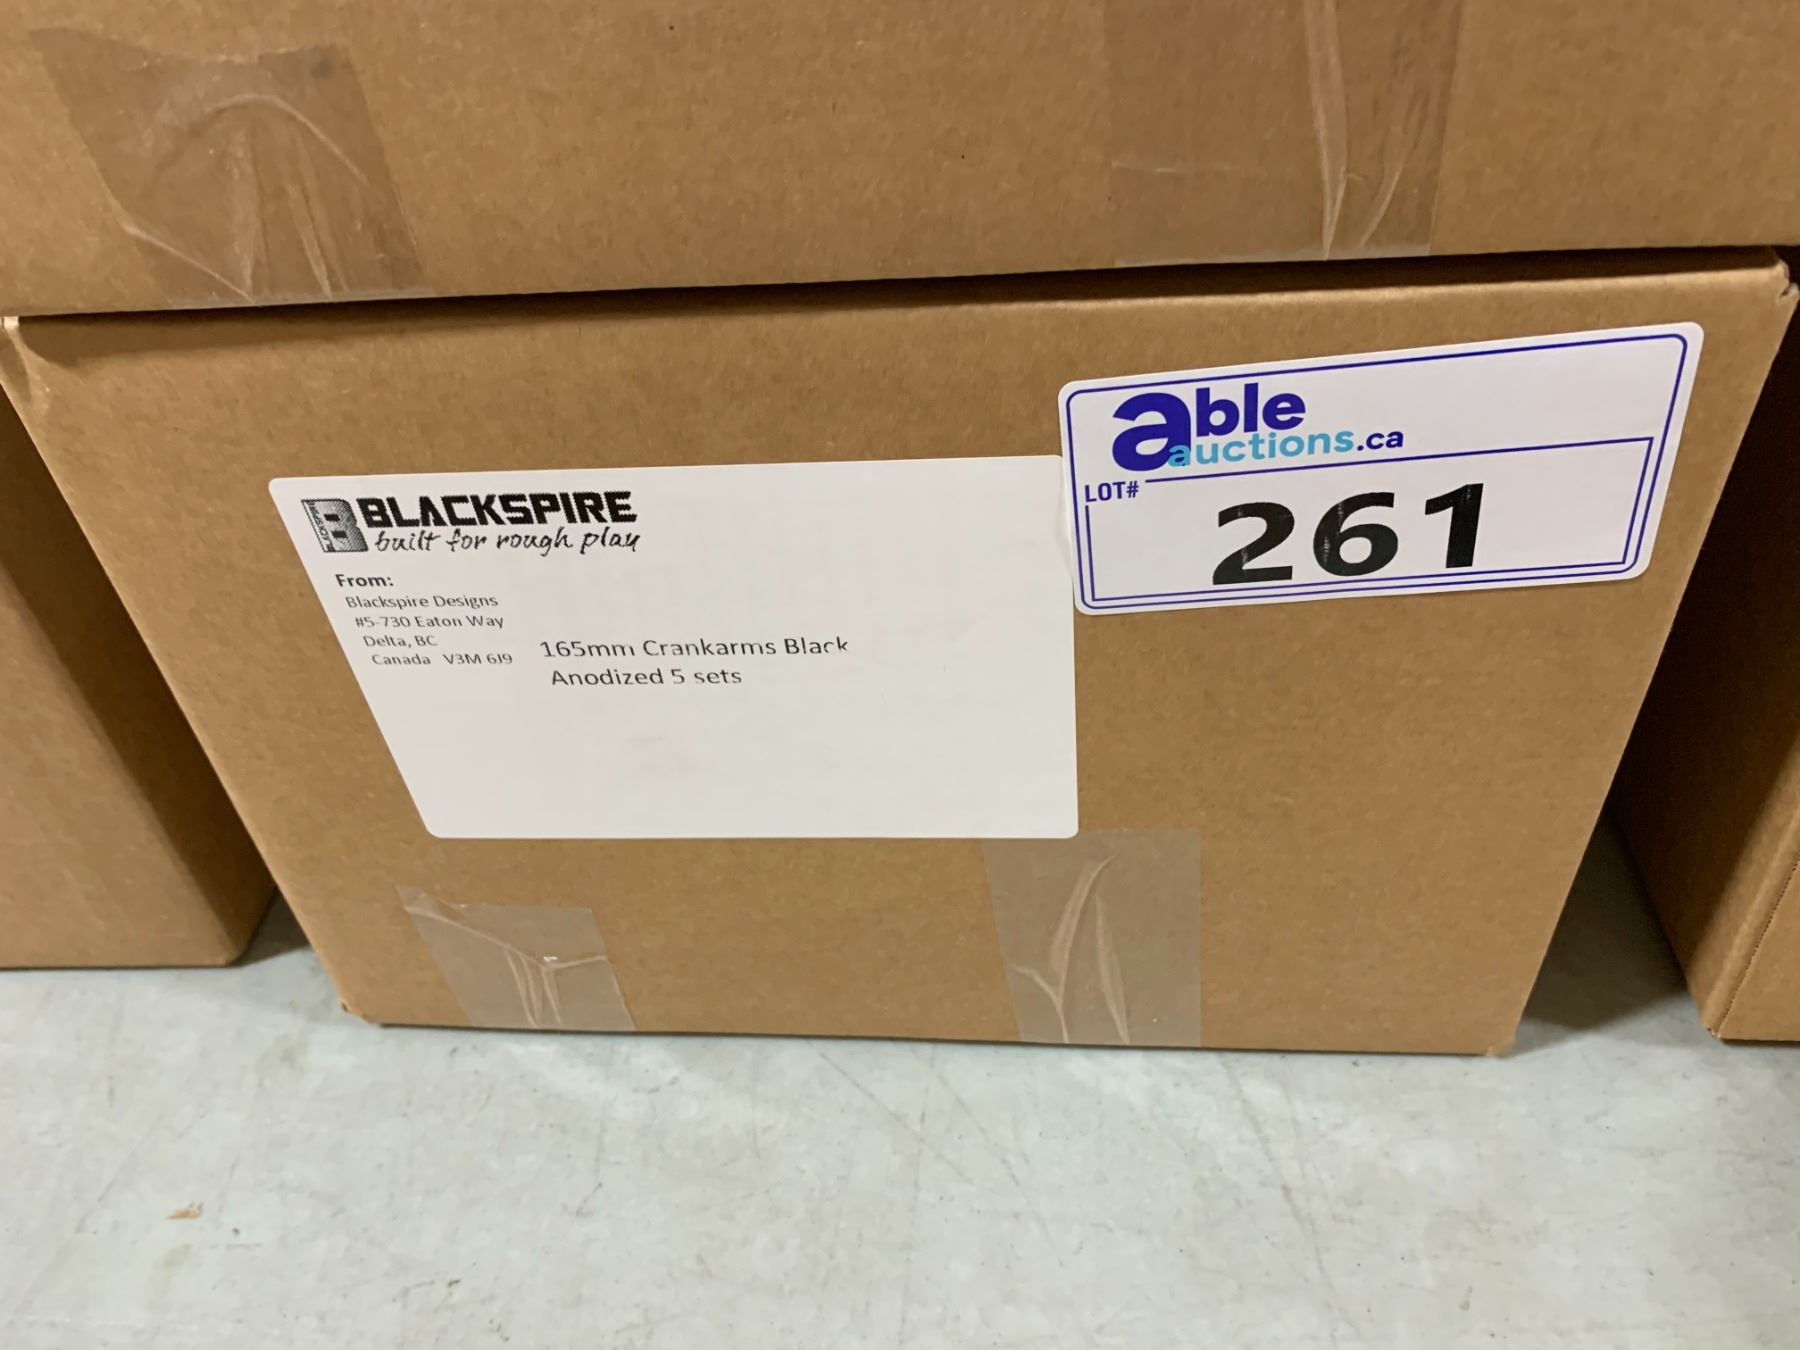 BLACKSPIRE
built for rough play
From:
Blackspire Designs
#5-730 Eaton Way
Delta, BC
Canada V3M 6J9
165mm Crankarms Black
Anodized 5 sets
able
auctions.ca
LOT#
261